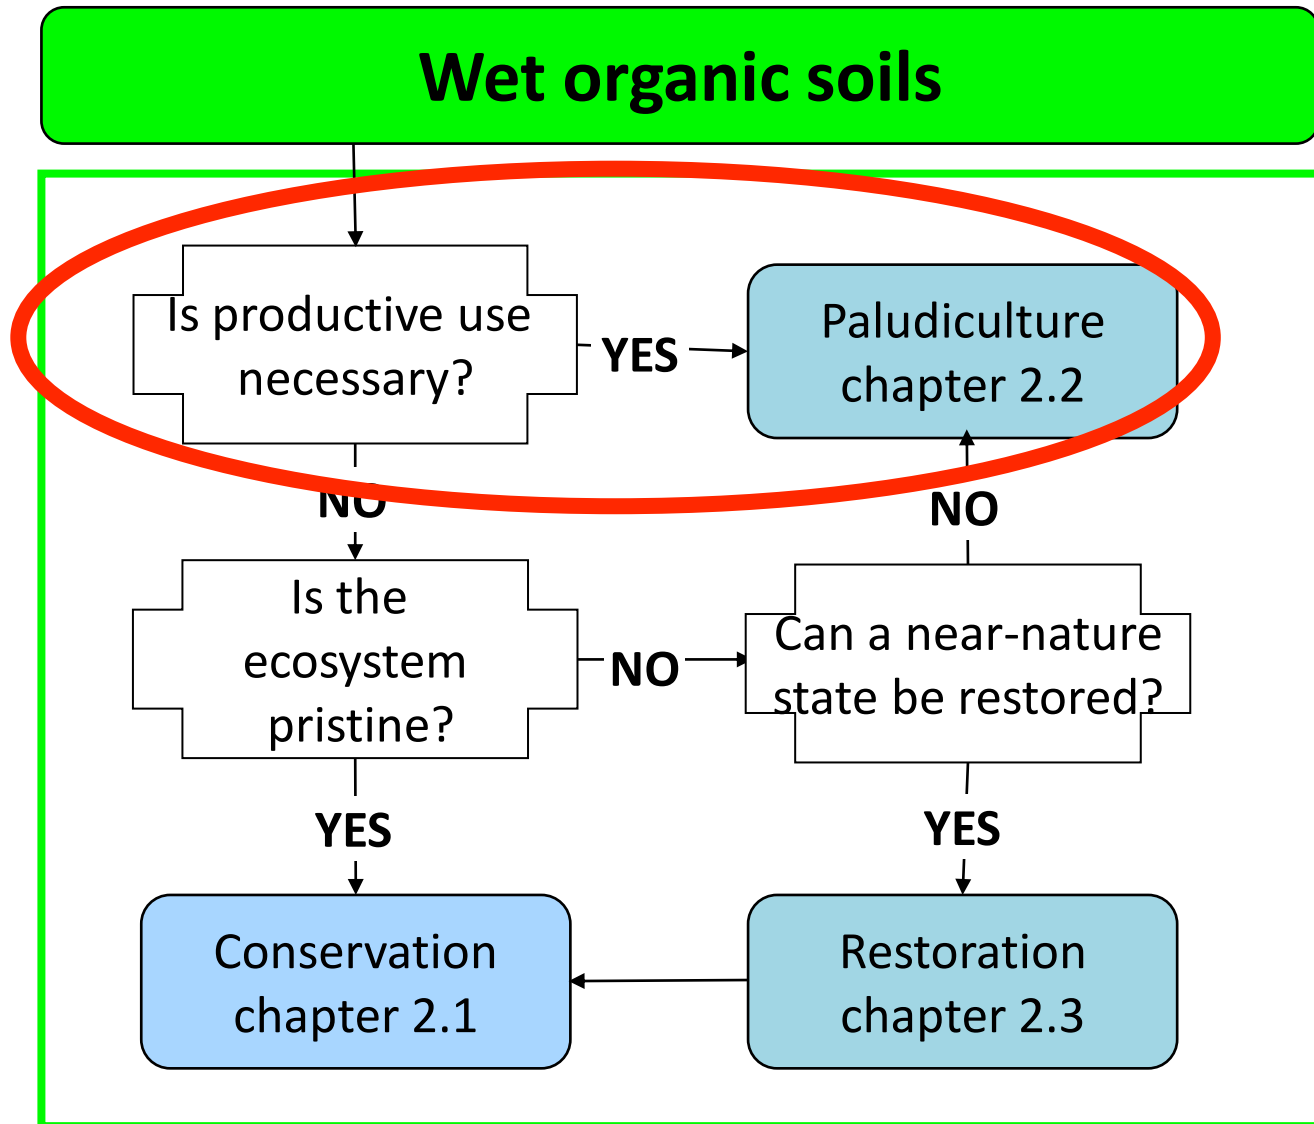 Wet organic soils
Is productive use
necessary?
YES
Paludiculture
chapter 2.2
NO
NO
Is the
ecosystem
pristine?
NO
Can a near-nature
state be restored?
YES
YES
Conservation
chapter 2.1
Restoration
chapter 2.3